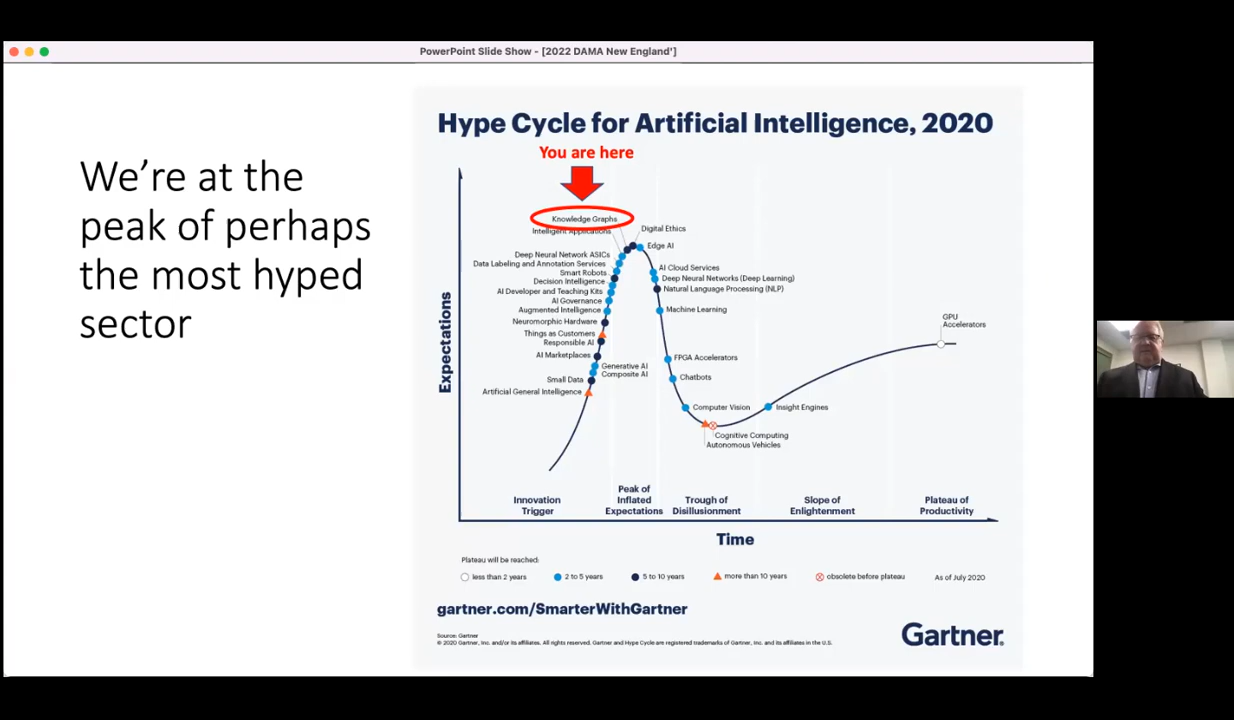 PowerPoint Slide Show - [2022 DAMA New England']
We're at the
peak of perhaps
the most hyped
sector
Hype Cycle for Artificial Intelligence, 2020
You are here
Knowledge Graphs
Intelligent Applications
Deep Neural Network ASICs
Data Labeling and Annotation Services
Smart Robots
Decision Intelligence
AI Developer and Teaching Kits
AI Governance
Augmented Intelligence
Neuromorphic Hardware
Things as Customers
Responsible AI
AI Marketplaces
Generative AI
Composite AI
Small Data
Artificial General Intelligence
Digital Ethics
Edge AI
AI Cloud Services
Deep Neural Networks (Deep Learning)
Natural Language Processing (NLP)
Machine Learning
FPGA Accelerators
Chatbots
Computer Vision
Insight Engines
Cognitive Computing
Autonomous Vehicles
GPU
Accelerators
Expectations
Innovation
Trigger
Peak of
Inflated
Expectations
Trough of
Disillusionment
Slope of
Enlightenment
Plateau of
Productivity
Time
Plateau will be reached:
less than 2 years
2 to 5 years
5 to 10 years
more than 10 years
obsolete before plateau
As of July 2020
gartner.com/SmarterWithGartner
Source: Gartner
© 2020 Gartner, Inc. and/or its affiliates. All rights reserved. Gartner and Hype Cycle are registered trademarks of Gartner, Inc. and its affiliates in the U.S.
Gartner®